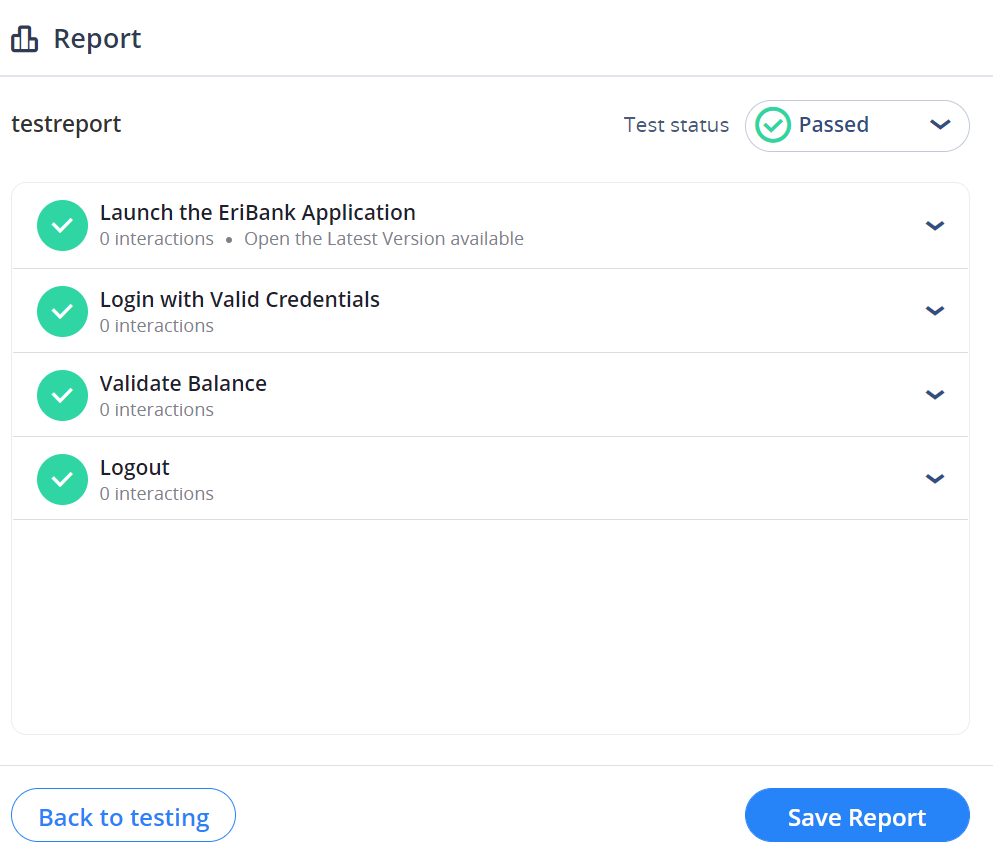 Report
testreport
Test status
Passed
Launch the EriBank Application
0 interactions • Open the Latest Version available
Login with Valid Credentials
0 interactions
Validate Balance
0 interactions
Logout
0 interactions
Back to testing
Save Report